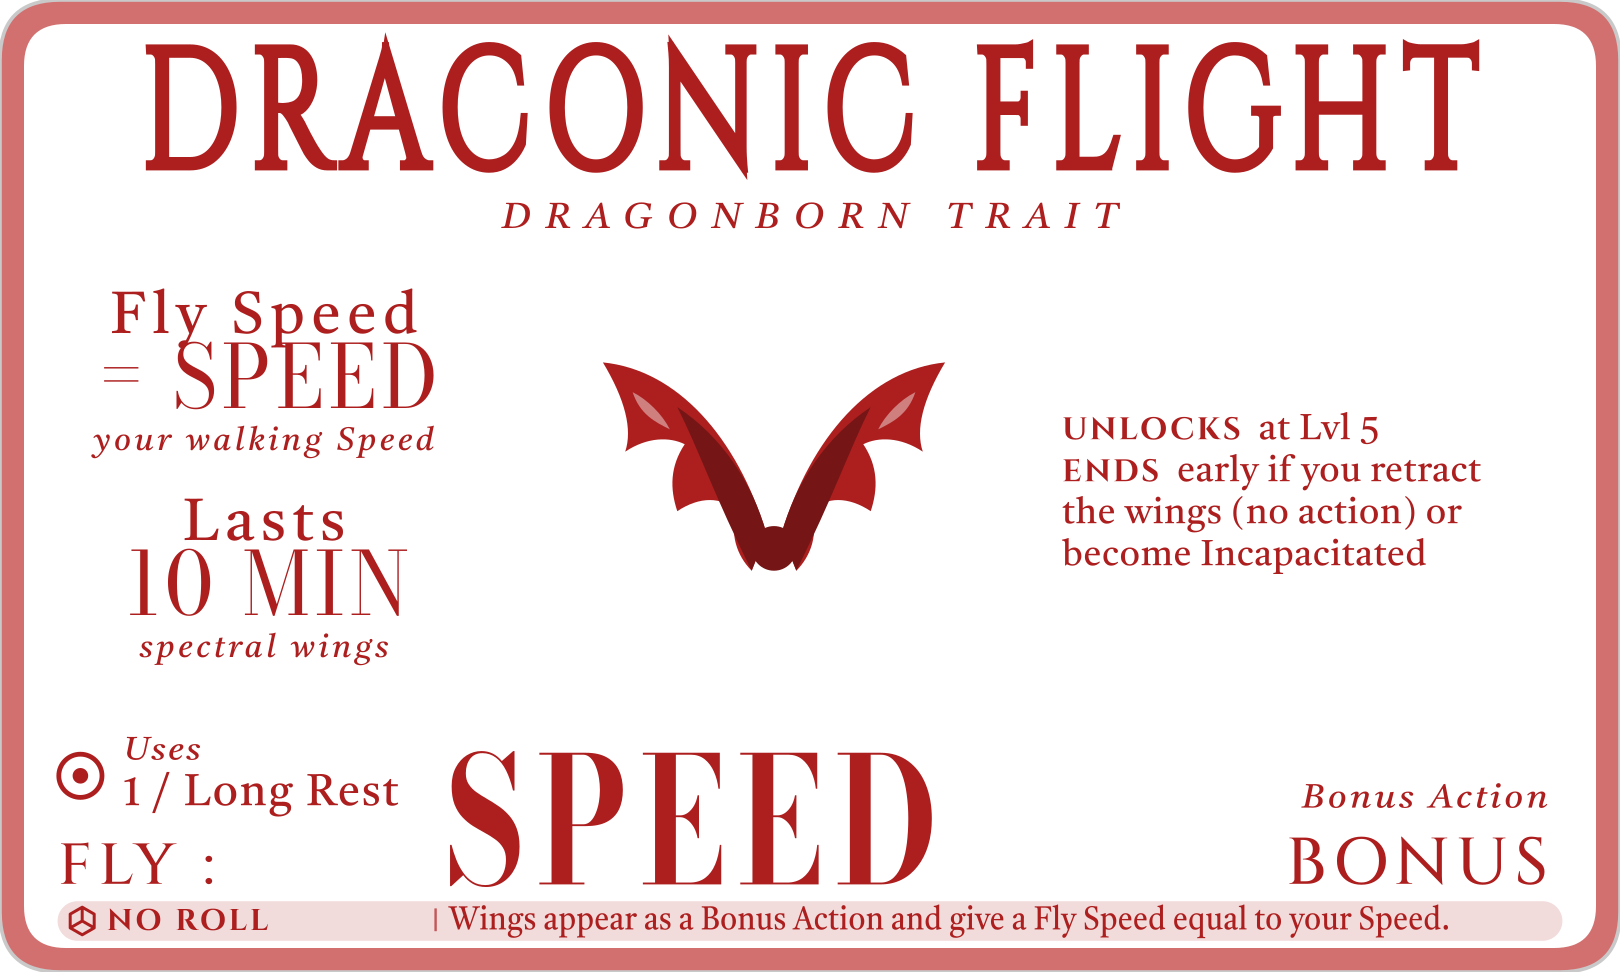 DRACONIC FLIGHT
DRAGONBORN TRAIT
Fly Speed
= SPEED
your walking Speed
Lasts
10 MIN
spectral wings
UNLOCKS at Lvl 5
ENDS early if you retract
the wings (no action) or
become Incapacitated
Uses
1/ Long Rest
FLY :
SPEED
Bonus Action
BONUS
NO ROLL | Wings appear as a Bonus Action and give a Fly Speed equal to your Speed.